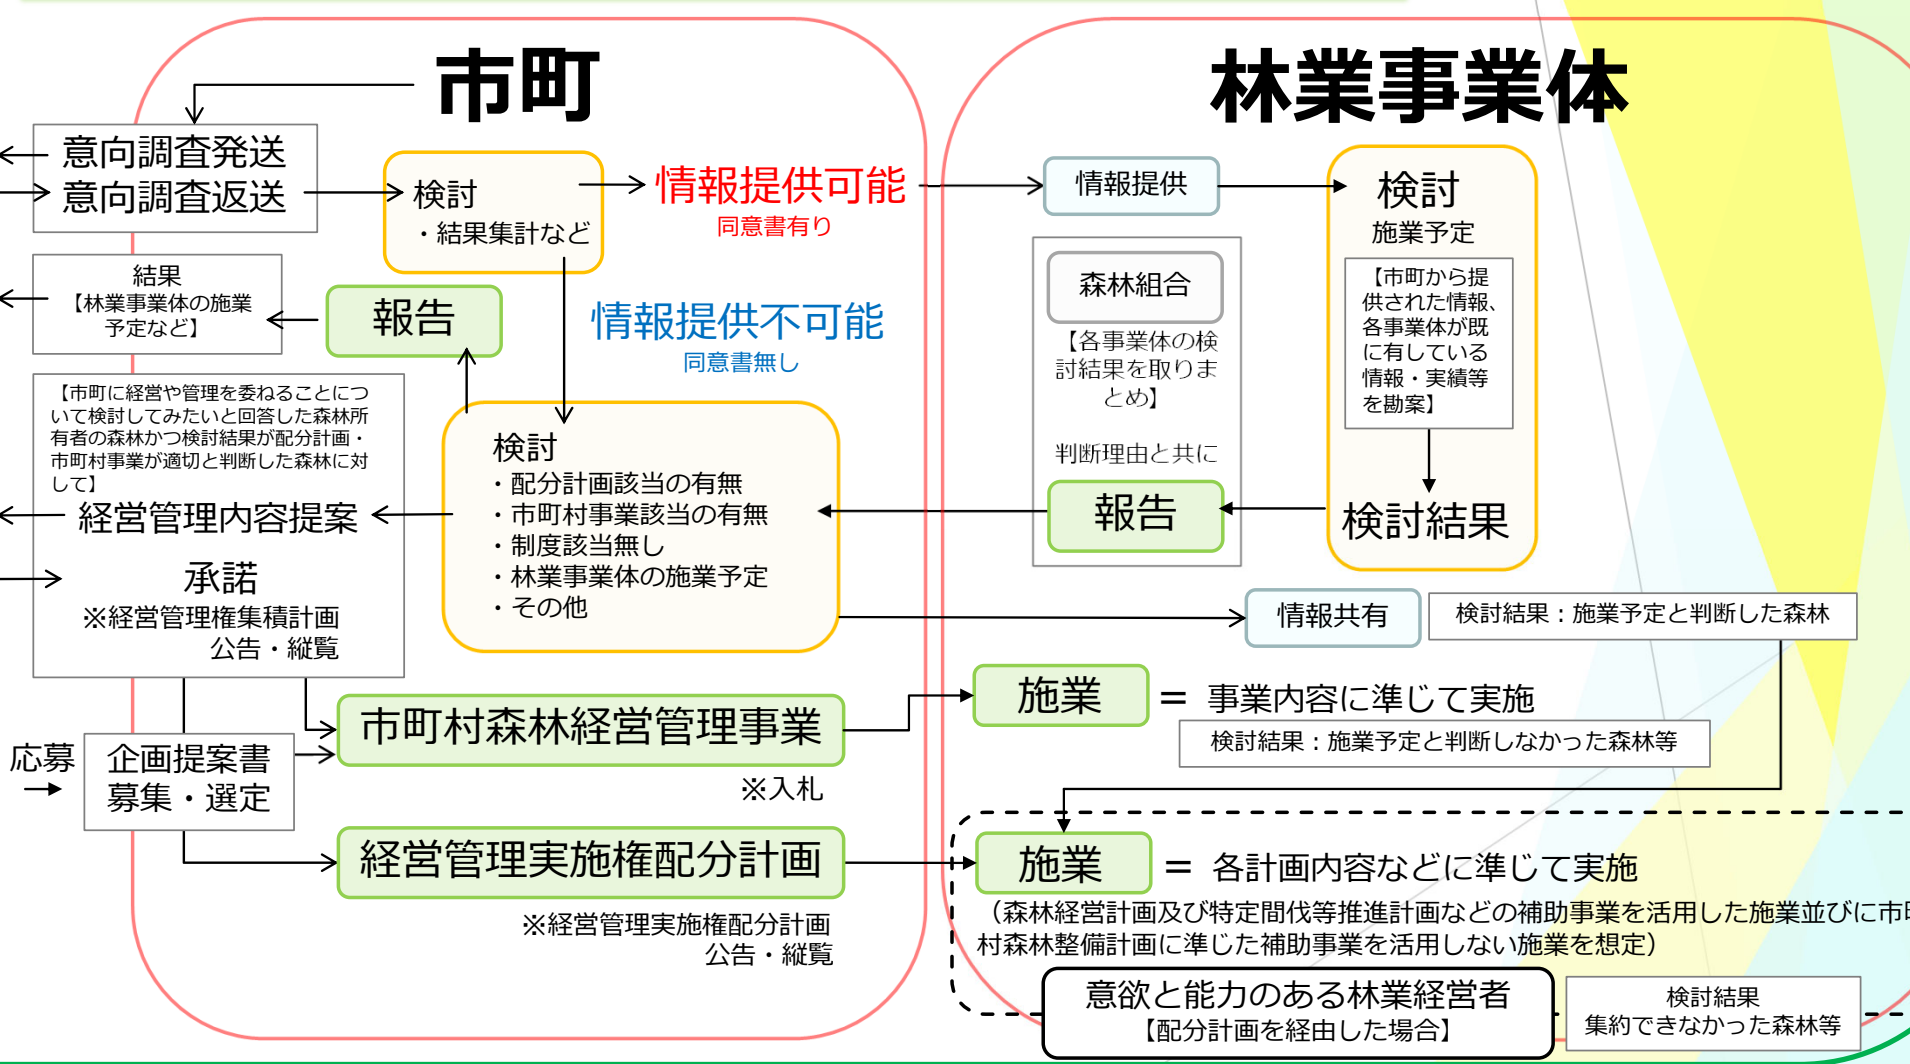 市町
意向調査発送
意向調査返送
検討
・結果集計など
情報提供可能
同意書有り
結果
【林業事業体の施業
予定など】
報告
情報提供不可能
同意書無し
【市町に経営や管理を委ねることにつ
いて検討してみたいと回答した森林所
有者の森林かつ検討結果が配分計画・
市町村事業が適切と判断した森林に対
して】
経営管理内容提案
承諾
※経営管理権集積計画
公告・縦覧
検討
・配分計画該当の有無
・市町村事業該当の有無
・制度該当無し
・林業事業体の施業予定
・その他
応募
企画提案書
募集・選定
市町村森林経営管理事業
※入札
経営管理実施権配分計画
※経営管理実施権配分計画
公告・縦覧
林業事業体
情報提供
検討
施業予定
【市町から提
供された情報、
各事業体が既
に有している
情報・実績等
を勘案】
検討結果
森林組合
【各事業体の検
討結果を取りま
とめ】
判断理由と共に
報告
情報共有
検討結果：施業予定と判断した森林
施業
＝ 事業内容に準じて実施
検討結果：施業予定と判断しなかった森林等
施業
＝ 各計画内容などに準じて実施
（森林経営計画及び特定間伐等推進計画などの補助事業を活用した施業並びに市町
村森林整備計画に準じた補助事業を活用しない施業を想定）
意欲と能力のある林業経営者
【配分計画を経由した場合】
検討結果
集約できなかった森林等